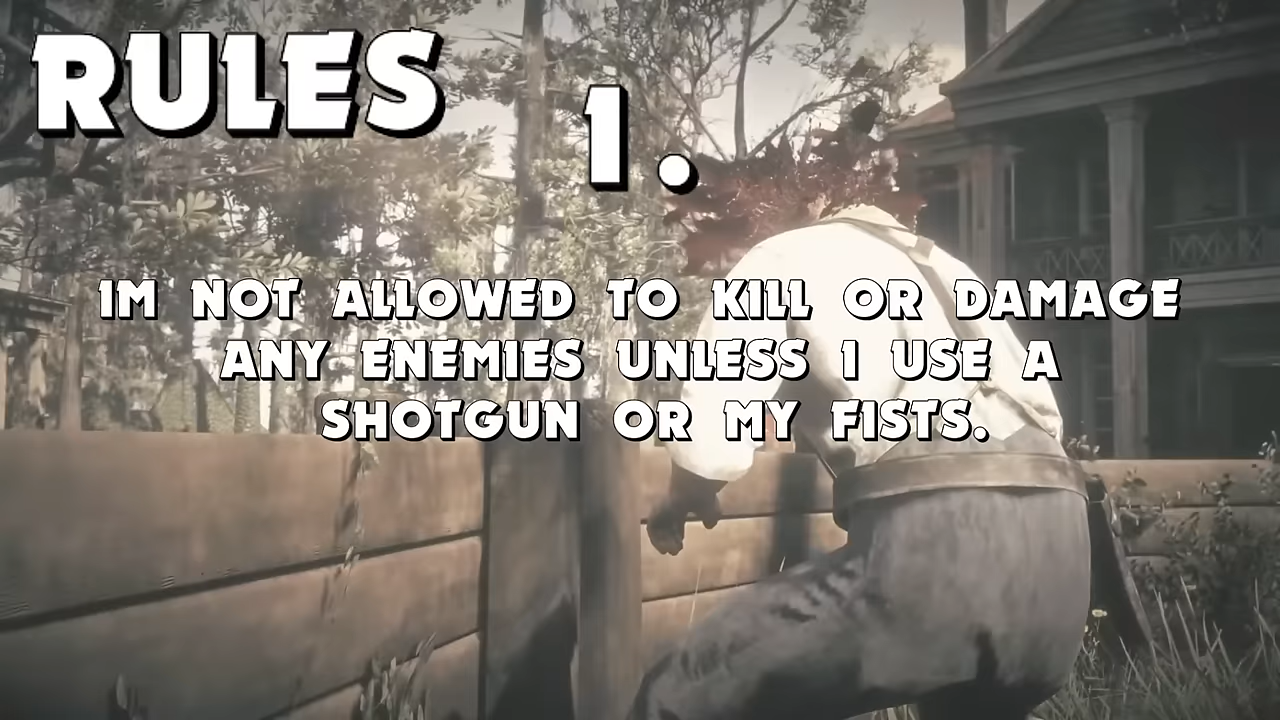 RULES
1.
IM NOT ALLOWED TO KILL OR DAMAGE
ANY ENEMIES UNLESS I USE A
SHOTGUN OR MY FISTS.